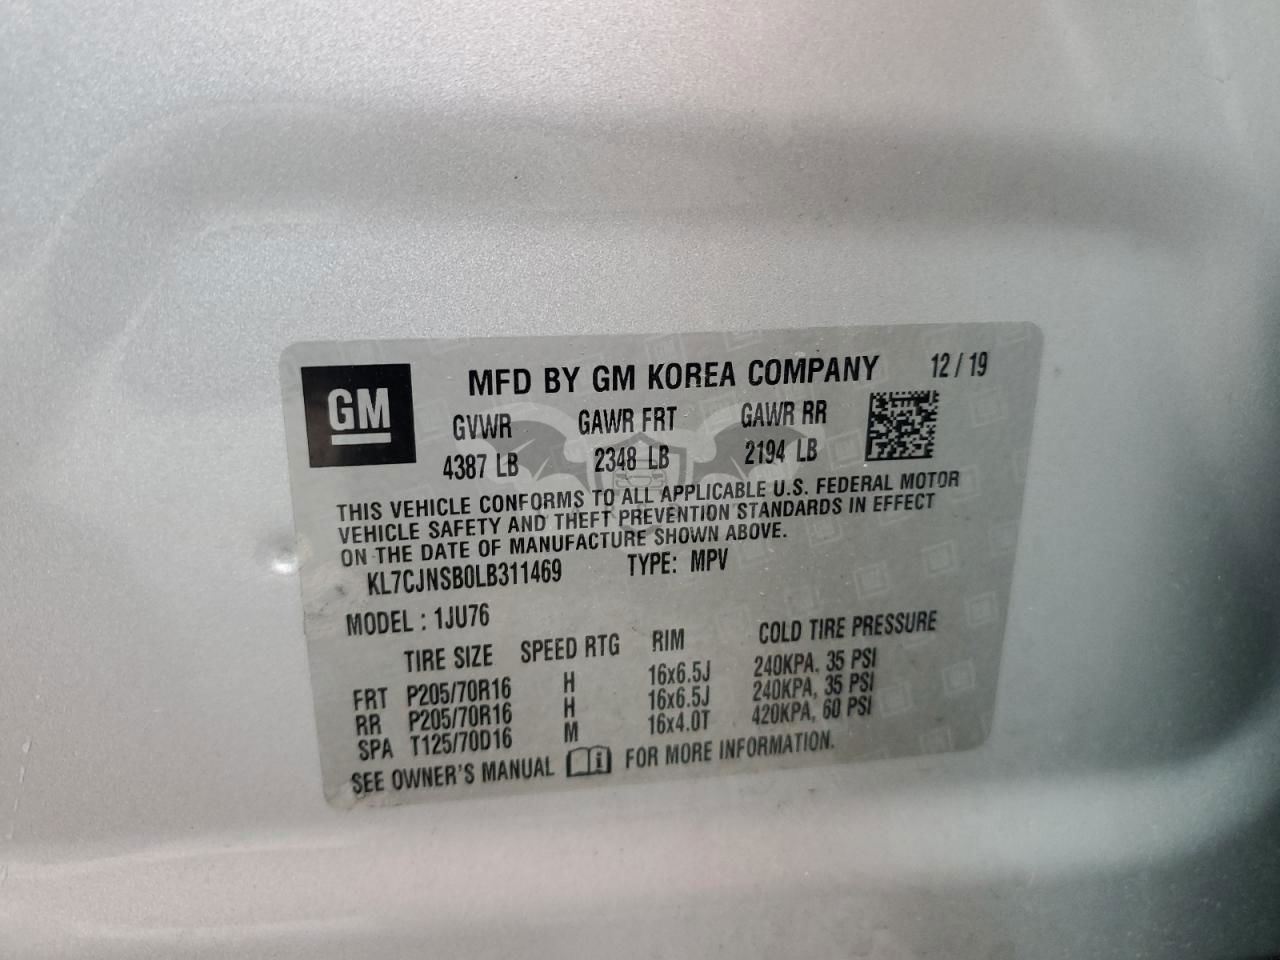 GM
MFD BY GM KOREA COMPANY 12 / 19
GVWR GAWR FRT GAWR RR
4387 LB 2348 LB 2194 LB
THIS VEHICLE CONFORMS TO ALL APPLICABLE U.S. FEDERAL MOTOR
VEHICLE SAFETY AND THEFT PREVENTION STANDARDS IN EFFECT
ON THE DATE OF MANUFACTURE SHOWN ABOVE.
KL7CJNSB0LB311469 TYPE: MPV
MODEL : 1JU76
TIRE SIZE SPEED RTG RIM COLD TIRE PRESSURE
FRT P205/70R16 H 16x6.5J 240KPA, 35 PSI
RR P205/70R16 H 16x6.5J 240KPA, 35 PSI
SPA T125/70D16 M 16x4.0T 420KPA, 60 PSI
SEE OWNER'S MANUAL i FOR MORE INFORMATION.